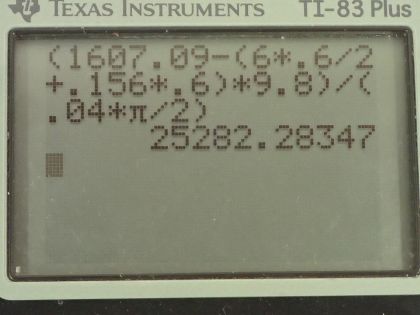 TEXAS INSTRUMENTS TI-83 Plus
(1607.09-(6*.6/2
+.156*.6)*9.8)/(
.04*π/2)
25282.28347